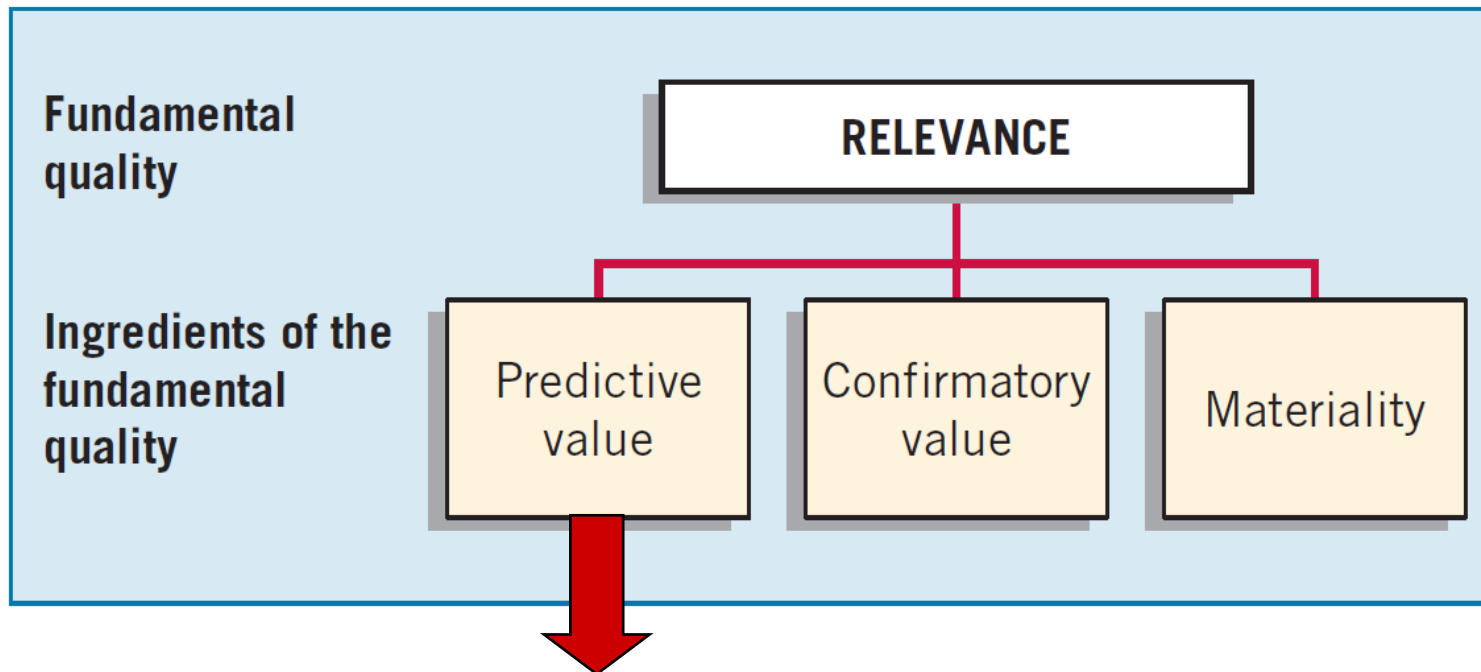 Fundamental
quality
RELEVANCE
Ingredients of the
fundamental
quality
Predictive
value
Confirmatory
value
Materiality